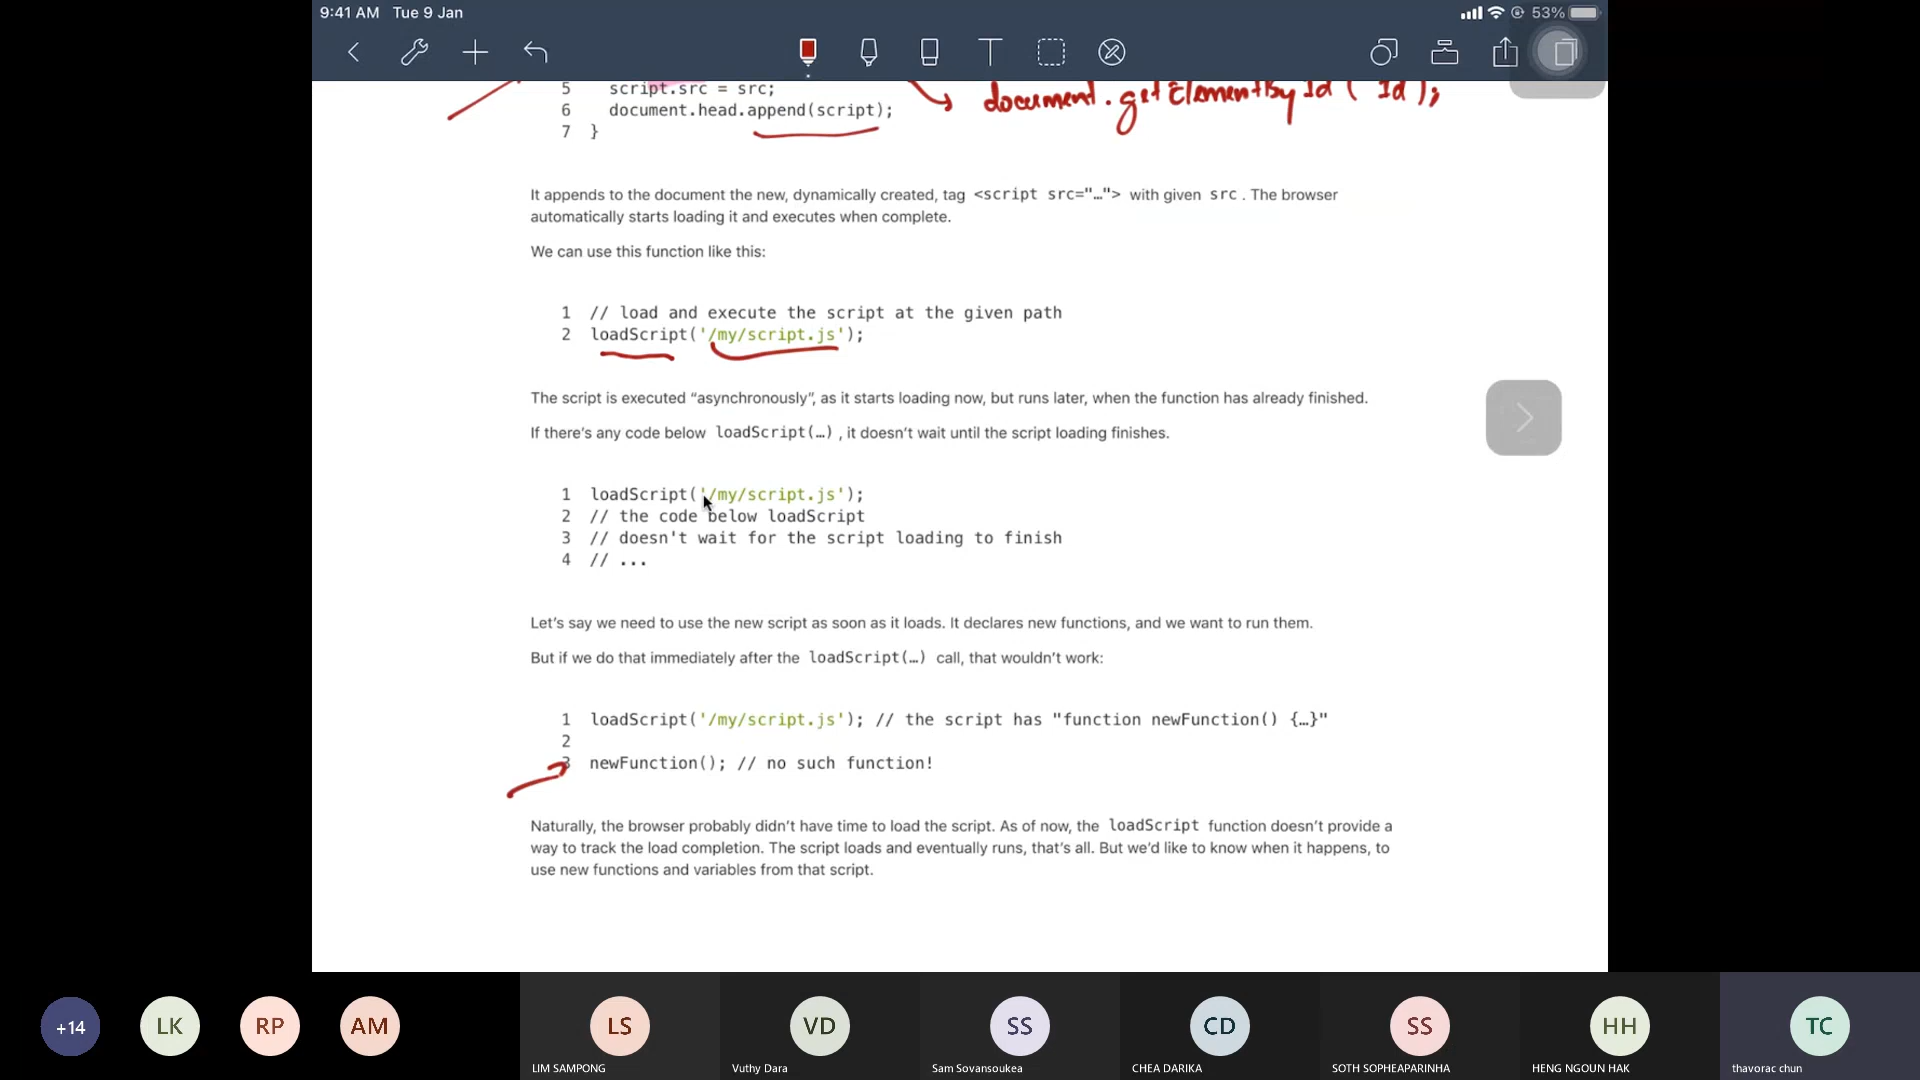 9:41 AM Tue 9 Jan
53%
5 script.src = src;
document.getElementById ( Id );
6 document.head.append(script);
7 }
It appends to the document the new, dynamically created, tag <script src="…"> with given src . The browser
automatically starts loading it and executes when complete.
We can use this function like this:
1 // load and execute the script at the given path
2 loadScript('/my/script.js');
The script is executed “asynchronously”, as it starts loading now, but runs later, when the function has already finished.
If there’s any code below loadScript(…) , it doesn’t wait until the script loading finishes.
1 loadScript('/my/script.js');
2 // the code below loadScript
3 // doesn't wait for the script loading to finish
4 // ...
Let’s say we need to use the new script as soon as it loads. It declares new functions, and we want to run them.
But if we do that immediately after the loadScript(…) call, that wouldn’t work:
1 loadScript('/my/script.js'); // the script has "function newFunction() {…}"
2
3 newFunction(); // no such function!
Naturally, the browser probably didn’t have time to load the script. As of now, the loadScript function doesn’t provide a
way to track the load completion. The script loads and eventually runs, that’s all. But we’d like to know when it happens, to
use new functions and variables from that script.
+14 LK RP AM LS VD SS CD SS HH TC
LIM SAMPONG Vuthy Dara Sam Sovansoukea CHEA DARIKA SOTH SOPHEAPARINHA HENG NGOUN HAK thavorac chun